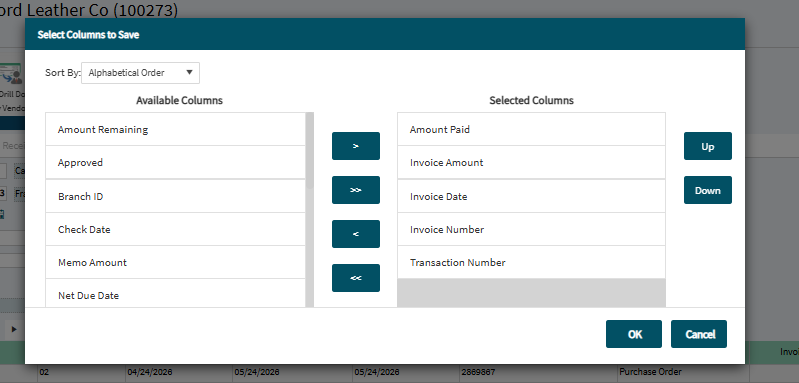 ord Leather Co (100273)
Select Columns to Save
Sort By: Alphabetical Order
Available Columns
Selected Columns
Amount Remaining
Approved
Branch ID
Check Date
Memo Amount
Net Due Date
>
>>
<
<<
Amount Paid
Invoice Amount
Invoice Date
Invoice Number
Transaction Number
Up
Down
OK
Cancel
Drill Do
Vendo
Rece
Ca
3 Fra
Invoi
02 04/24/2026 05/24/2026 05/24/2026 2869867 Purchase Order